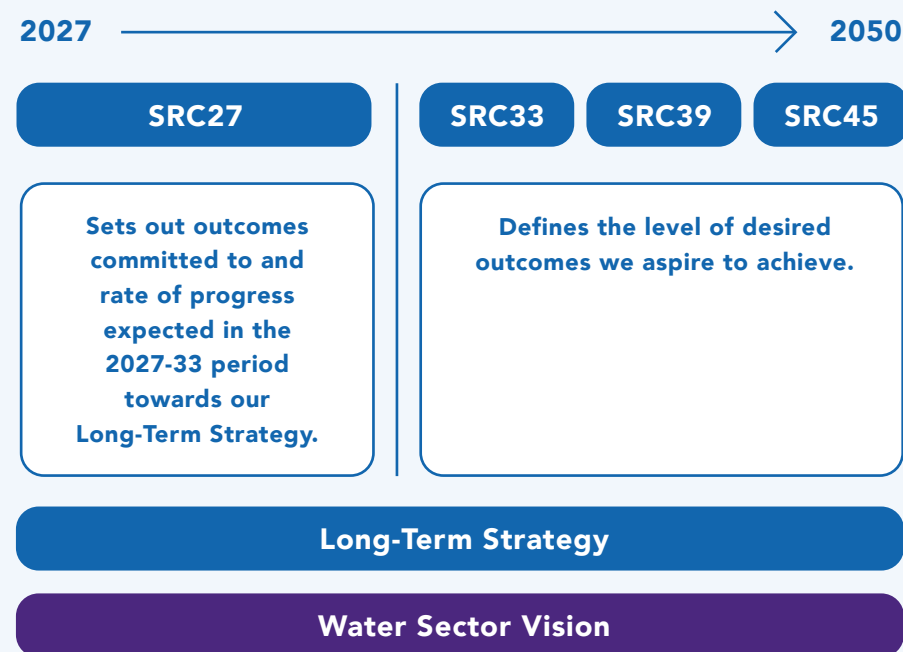 2027
2050
SRC27
SRC33
SRC39
SRC45
Sets out outcomes
committed to and
rate of progress
expected in the
2027-33 period
towards our
Long-Term Strategy.
Defines the level of desired
outcomes we aspire to achieve.
Long-Term Strategy
Water Sector Vision